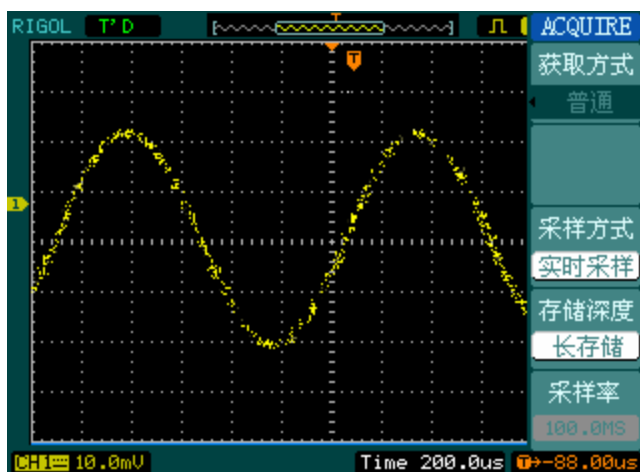 RIGOL T'D ACQUIRE
获取方式
普通
采样方式
实时采样
存储深度
长存储
采样率
100.0MS
1
T
CH1 10.0mV Time 200.0us T→-88.00us